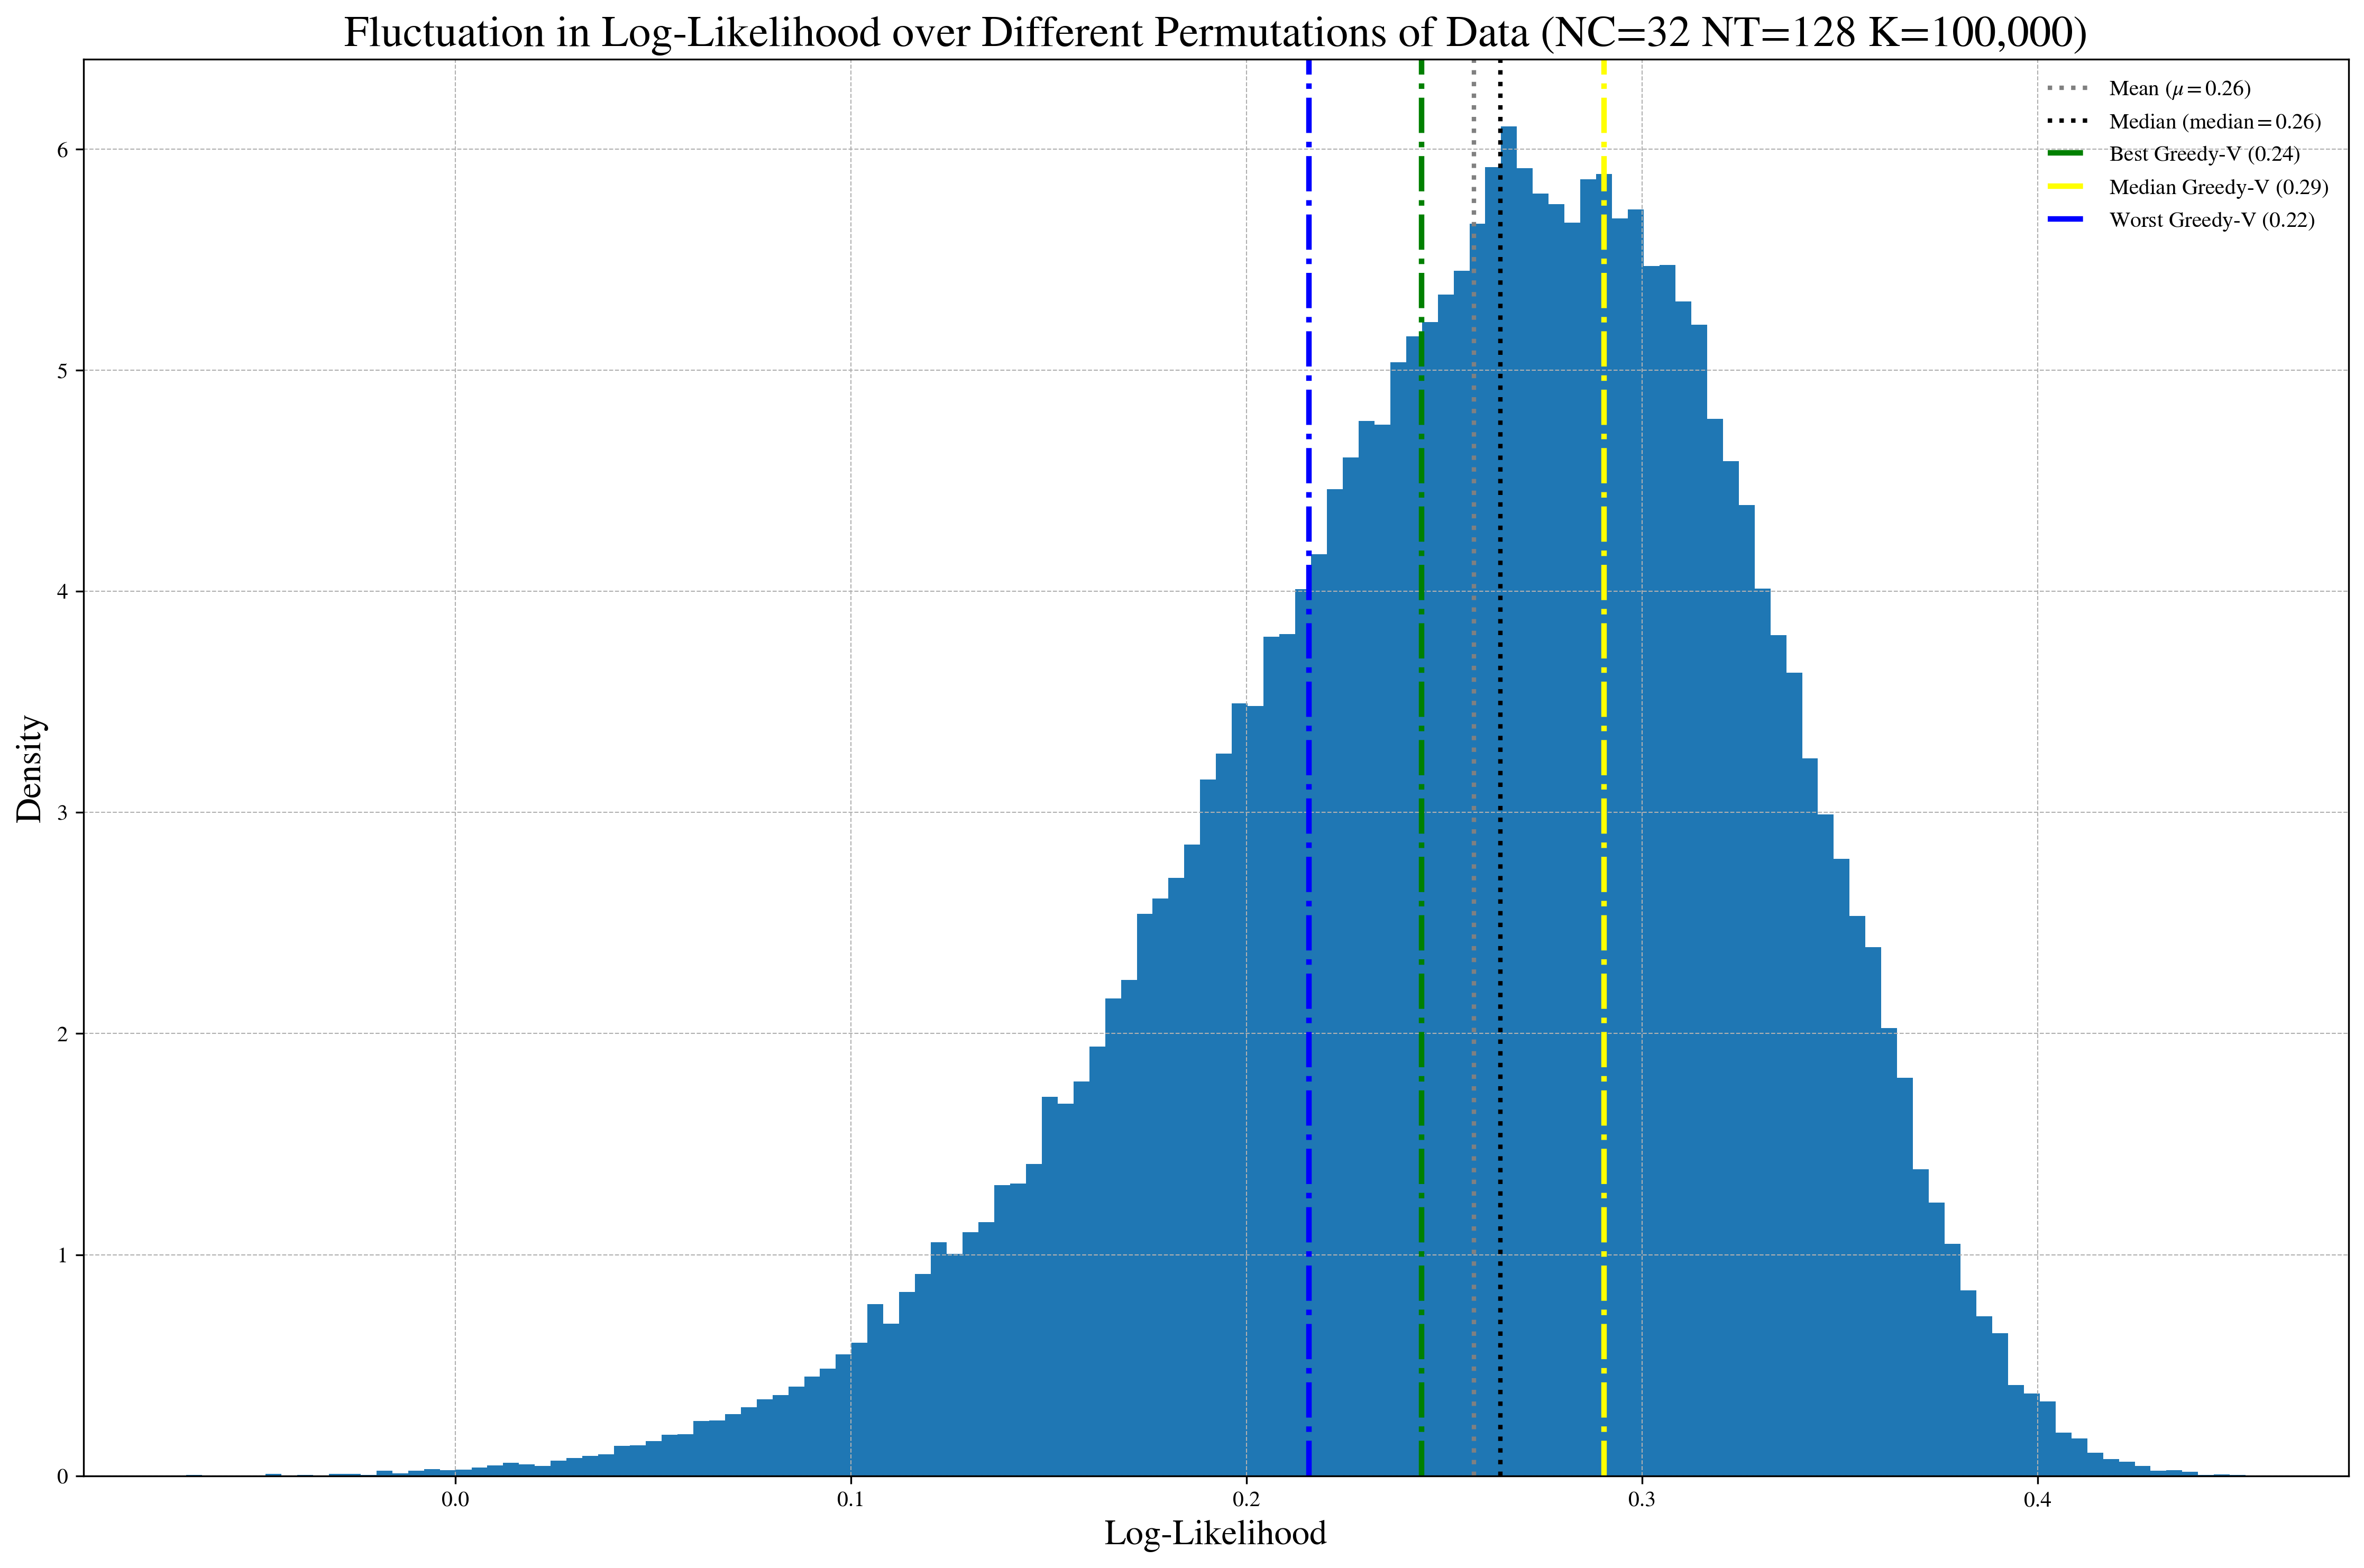 Fluctuation in Log-Likelihood over Different Permutations of Data (NC=32 NT=128 K=100,000)
Mean (μ=0.26)
Median (median=0.26)
Best Greedy-V (0.24)
Median Greedy-V (0.29)
Worst Greedy-V (0.22)
6
5
4
3
2
1
0
Density
0.0 0.1 0.2 0.3 0.4
Log-Likelihood